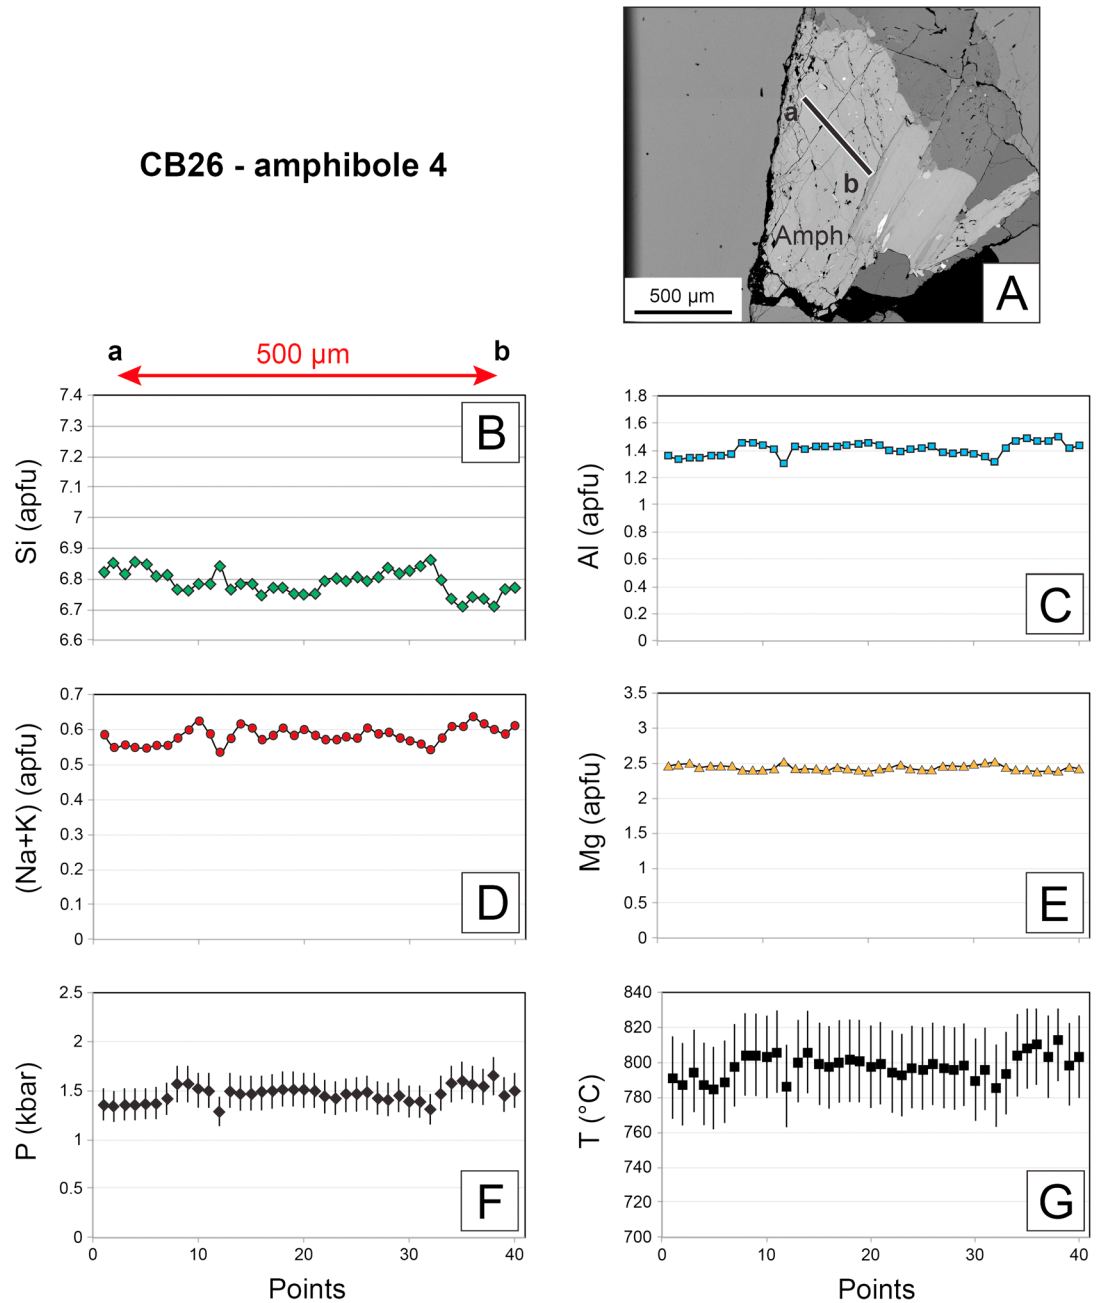 CB26 - amphibole 4
a
b
Amph
500 µm
A
a
500 µm
b
7.4
7.3
7.2
7.1
7
6.9
6.8
6.7
6.6
Si (apfu)
B
1.8
1.6
1.4
1.2
1
0.8
0.6
0.4
0.2
0
Al (apfu)
C
0.7
0.6
0.5
0.4
0.3
0.2
0.1
0
(Na+K) (apfu)
D
3.5
3
2.5
2
1.5
1
0.5
0
Mg (apfu)
E
2.5
2
1.5
1
0.5
0
P (kbar)
F
0 10 20 30 40
Points
840
820
800
780
760
740
720
700
T (°C)
G
0 10 20 30 40
Points